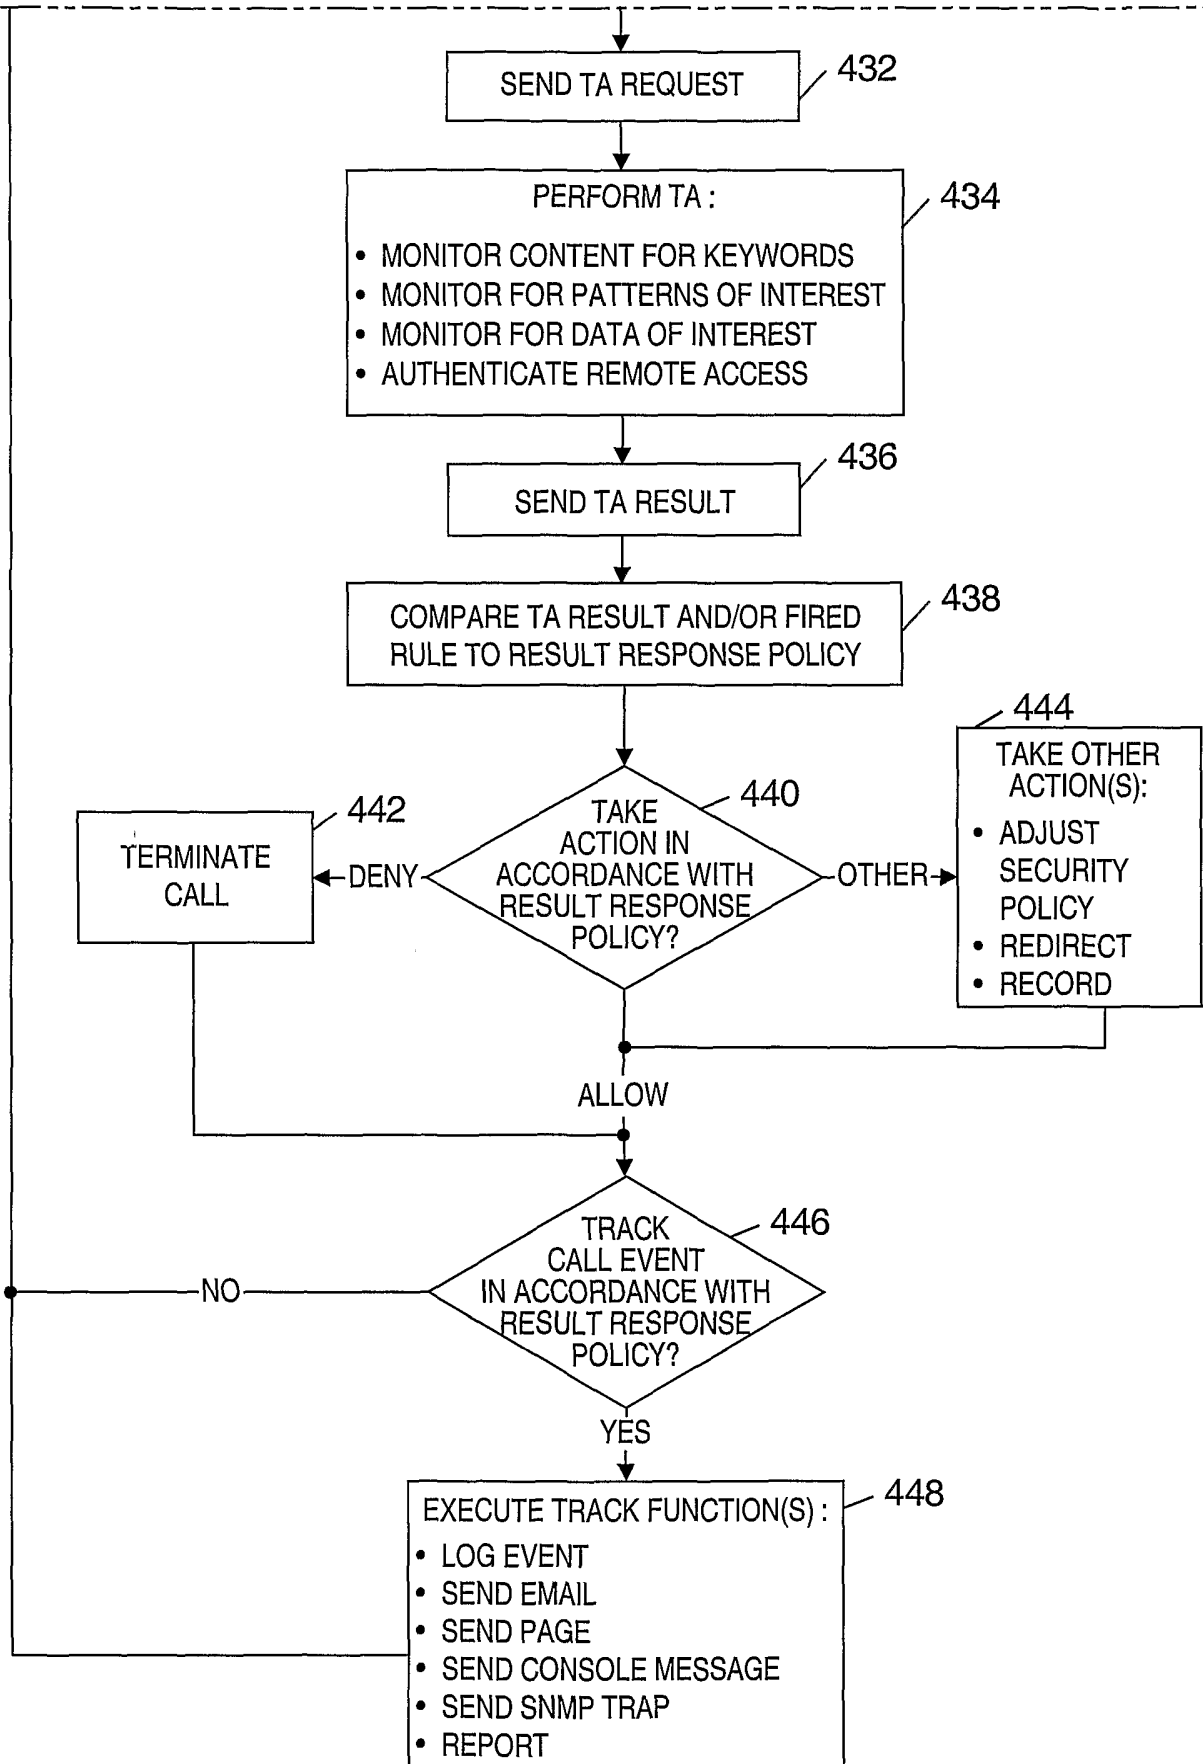 432
SEND TA REQUEST
434
PERFORM TA :
• MONITOR CONTENT FOR KEYWORDS
• MONITOR FOR PATTERNS OF INTEREST
• MONITOR FOR DATA OF INTEREST
• AUTHENTICATE REMOTE ACCESS
436
SEND TA RESULT
438
COMPARE TA RESULT AND/OR FIRED
RULE TO RESULT RESPONSE POLICY
440
TAKE
ACTION IN
ACCORDANCE WITH
RESULT RESPONSE
POLICY?
DENY
442
TERMINATE
CALL
OTHER
444
TAKE OTHER
ACTION(S):
• ADJUST
SECURITY
POLICY
• REDIRECT
• RECORD
ALLOW
446
TRACK
CALL EVENT
IN ACCORDANCE WITH
RESULT RESPONSE
POLICY?
NO
YES
448
EXECUTE TRACK FUNCTION(S) :
• LOG EVENT
• SEND EMAIL
• SEND PAGE
• SEND CONSOLE MESSAGE
• SEND SNMP TRAP
• REPORT